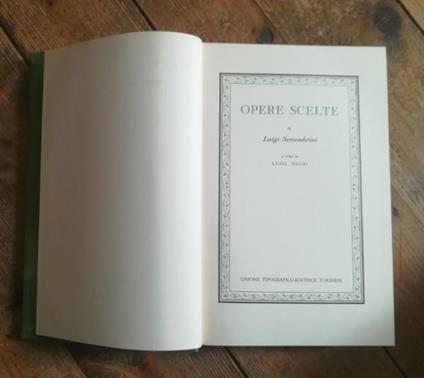 OPERE SCELTE
di
Luigi Settembrini
A CURA DI
LUIGI NEGRI
UNIONE TIPOGRAFICO-EDITRICE TORINESE